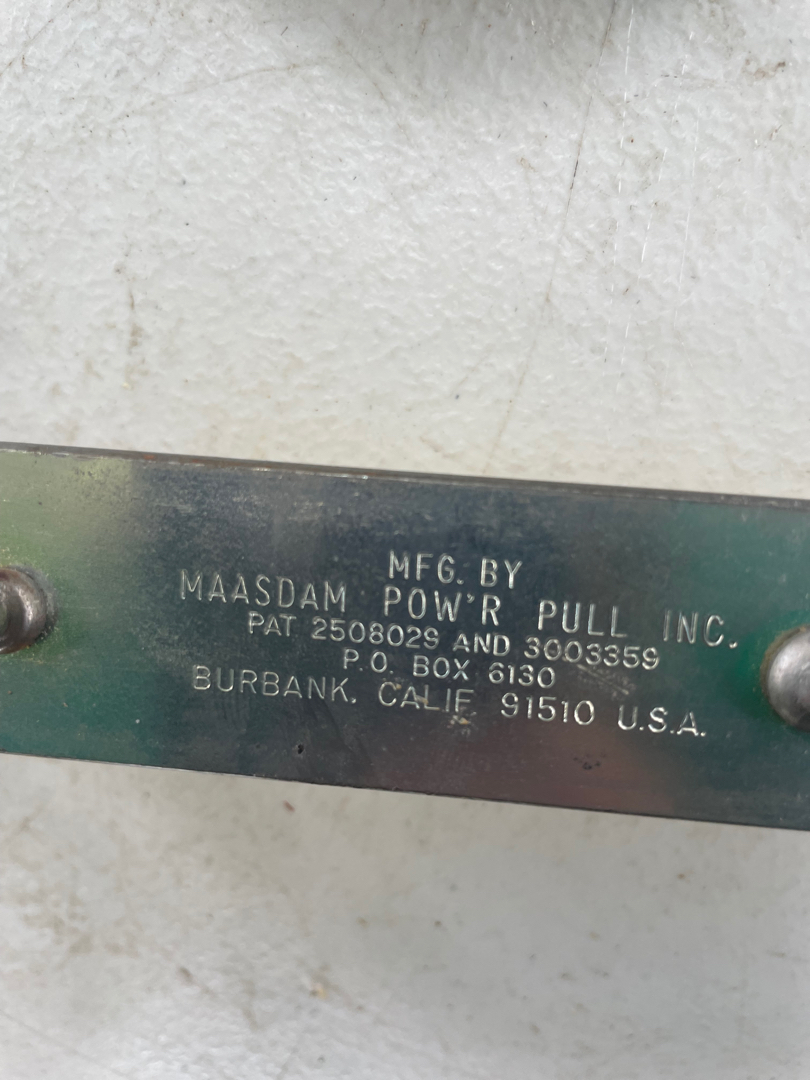 MFG. BY
MAASDAM POW'R PULL INC.
PAT 2508029 AND 3003359
P.O. BOX 6130
BURBANK, CALIF 91510 U.S.A.